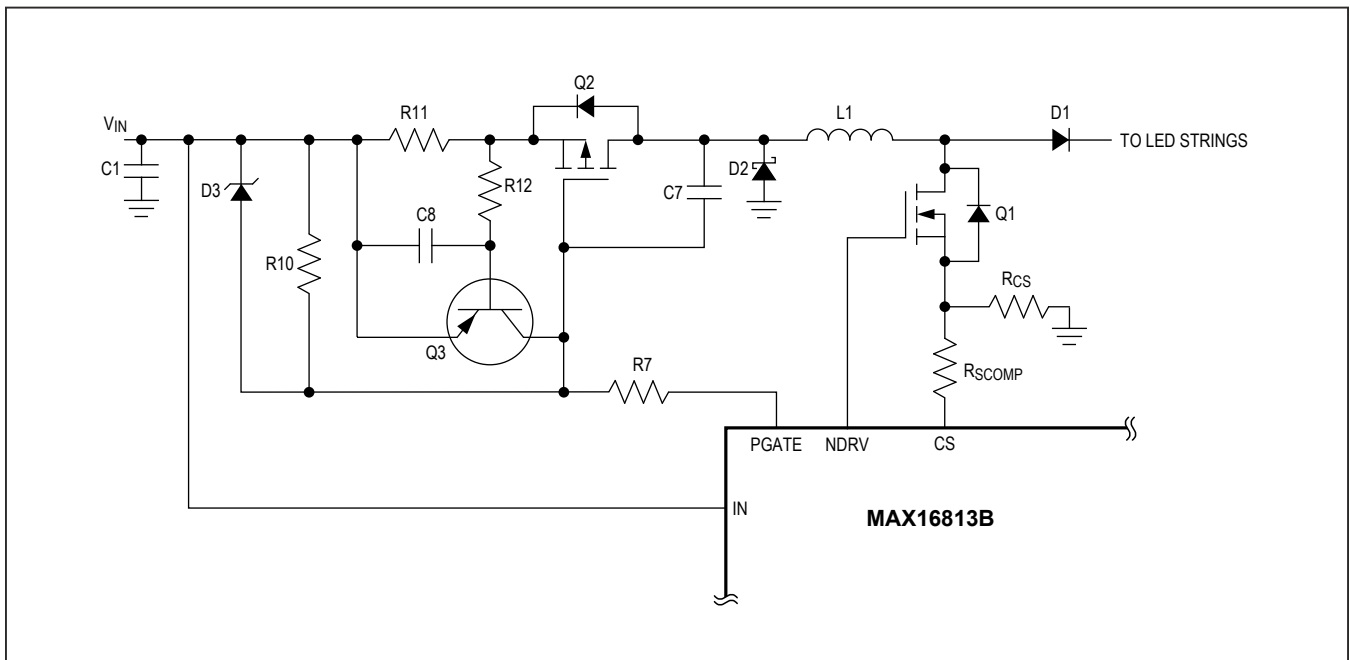 Q2
R11
L1
D1
VIN
TO LED STRINGS
C1
D3
R12
D2
C7
C8
Q1
R10
RCS
Q3
R7
RSCOMP
PGATE
NDRV
CS
IN
MAX16813B